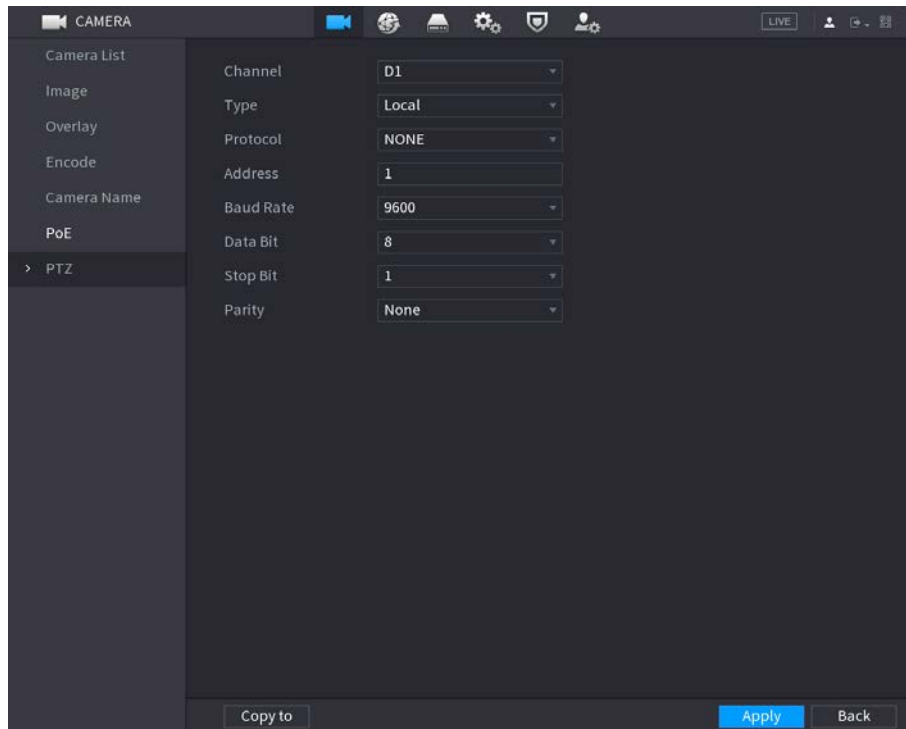 CAMERA
LIVE
Camera List
Image
Overlay
Encode
Camera Name
PoE
> PTZ
Channel D1
Type Local
Protocol NONE
Address 1
Baud Rate 9600
Data Bit 8
Stop Bit 1
Parity None
Copy to
Apply
Back